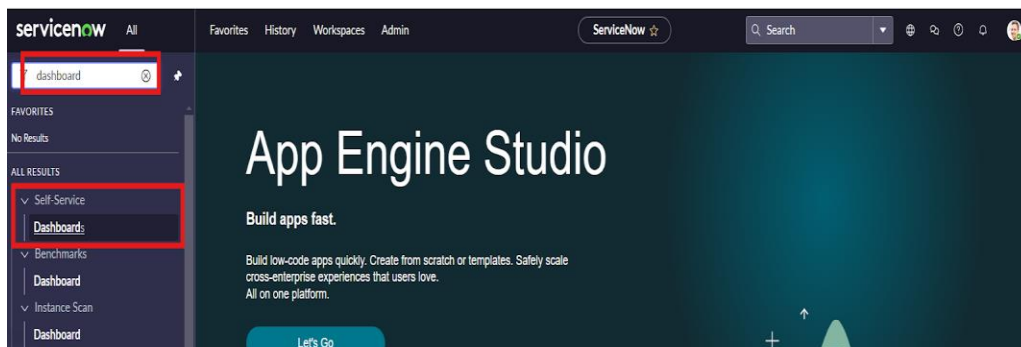 servicenow All Favorites History Workspaces Admin ServiceNow Search
dashboard
FAVORITES
No Results
ALL RESULTS
Self-Service
Dashboards
Benchmarks
Dashboard
Instance Scan
Dashboard
App Engine Studio
Build apps fast.
Build low-code apps quickly. Create from scratch or templates. Safely scale
cross-enterprise experiences that users love.
All on one platform.
Let's Go